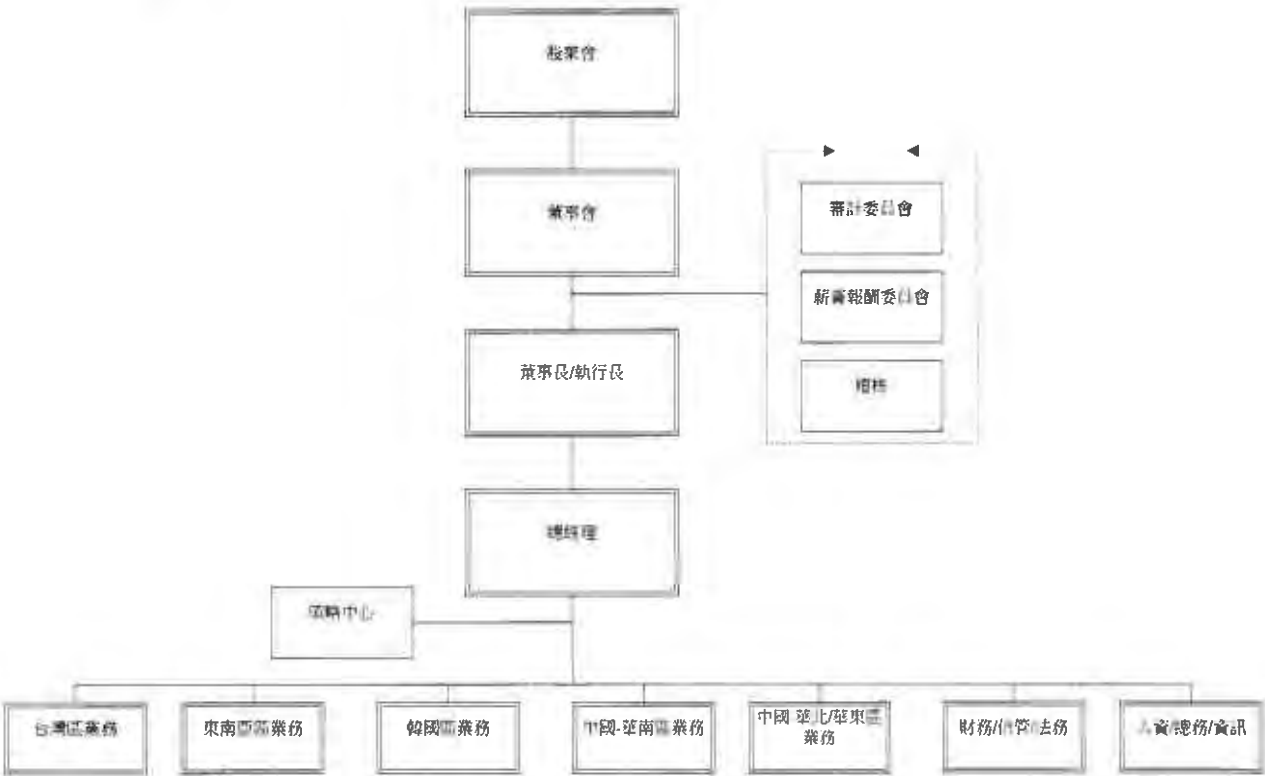 股東會
董事會
審計委員會
薪資報酬委員會
董事長/執行長
稽核
總經理
策略中心
台灣區業務
東南亞區業務
韓國區業務
中國-華南區業務
中國-華北/華東區
業務
財務/信管/法務
人資/總務/資訊